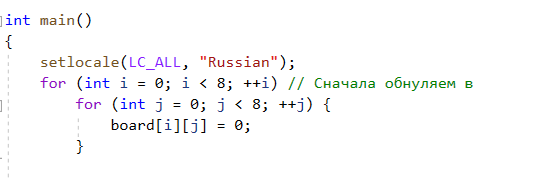 int main()
{
setlocale(LC_ALL, "Russian");
for (int i = 0; i < 8; ++i) // Сначала обнуляем в
for (int j = 0; j < 8; ++j) {
board[i][j] = 0;
}